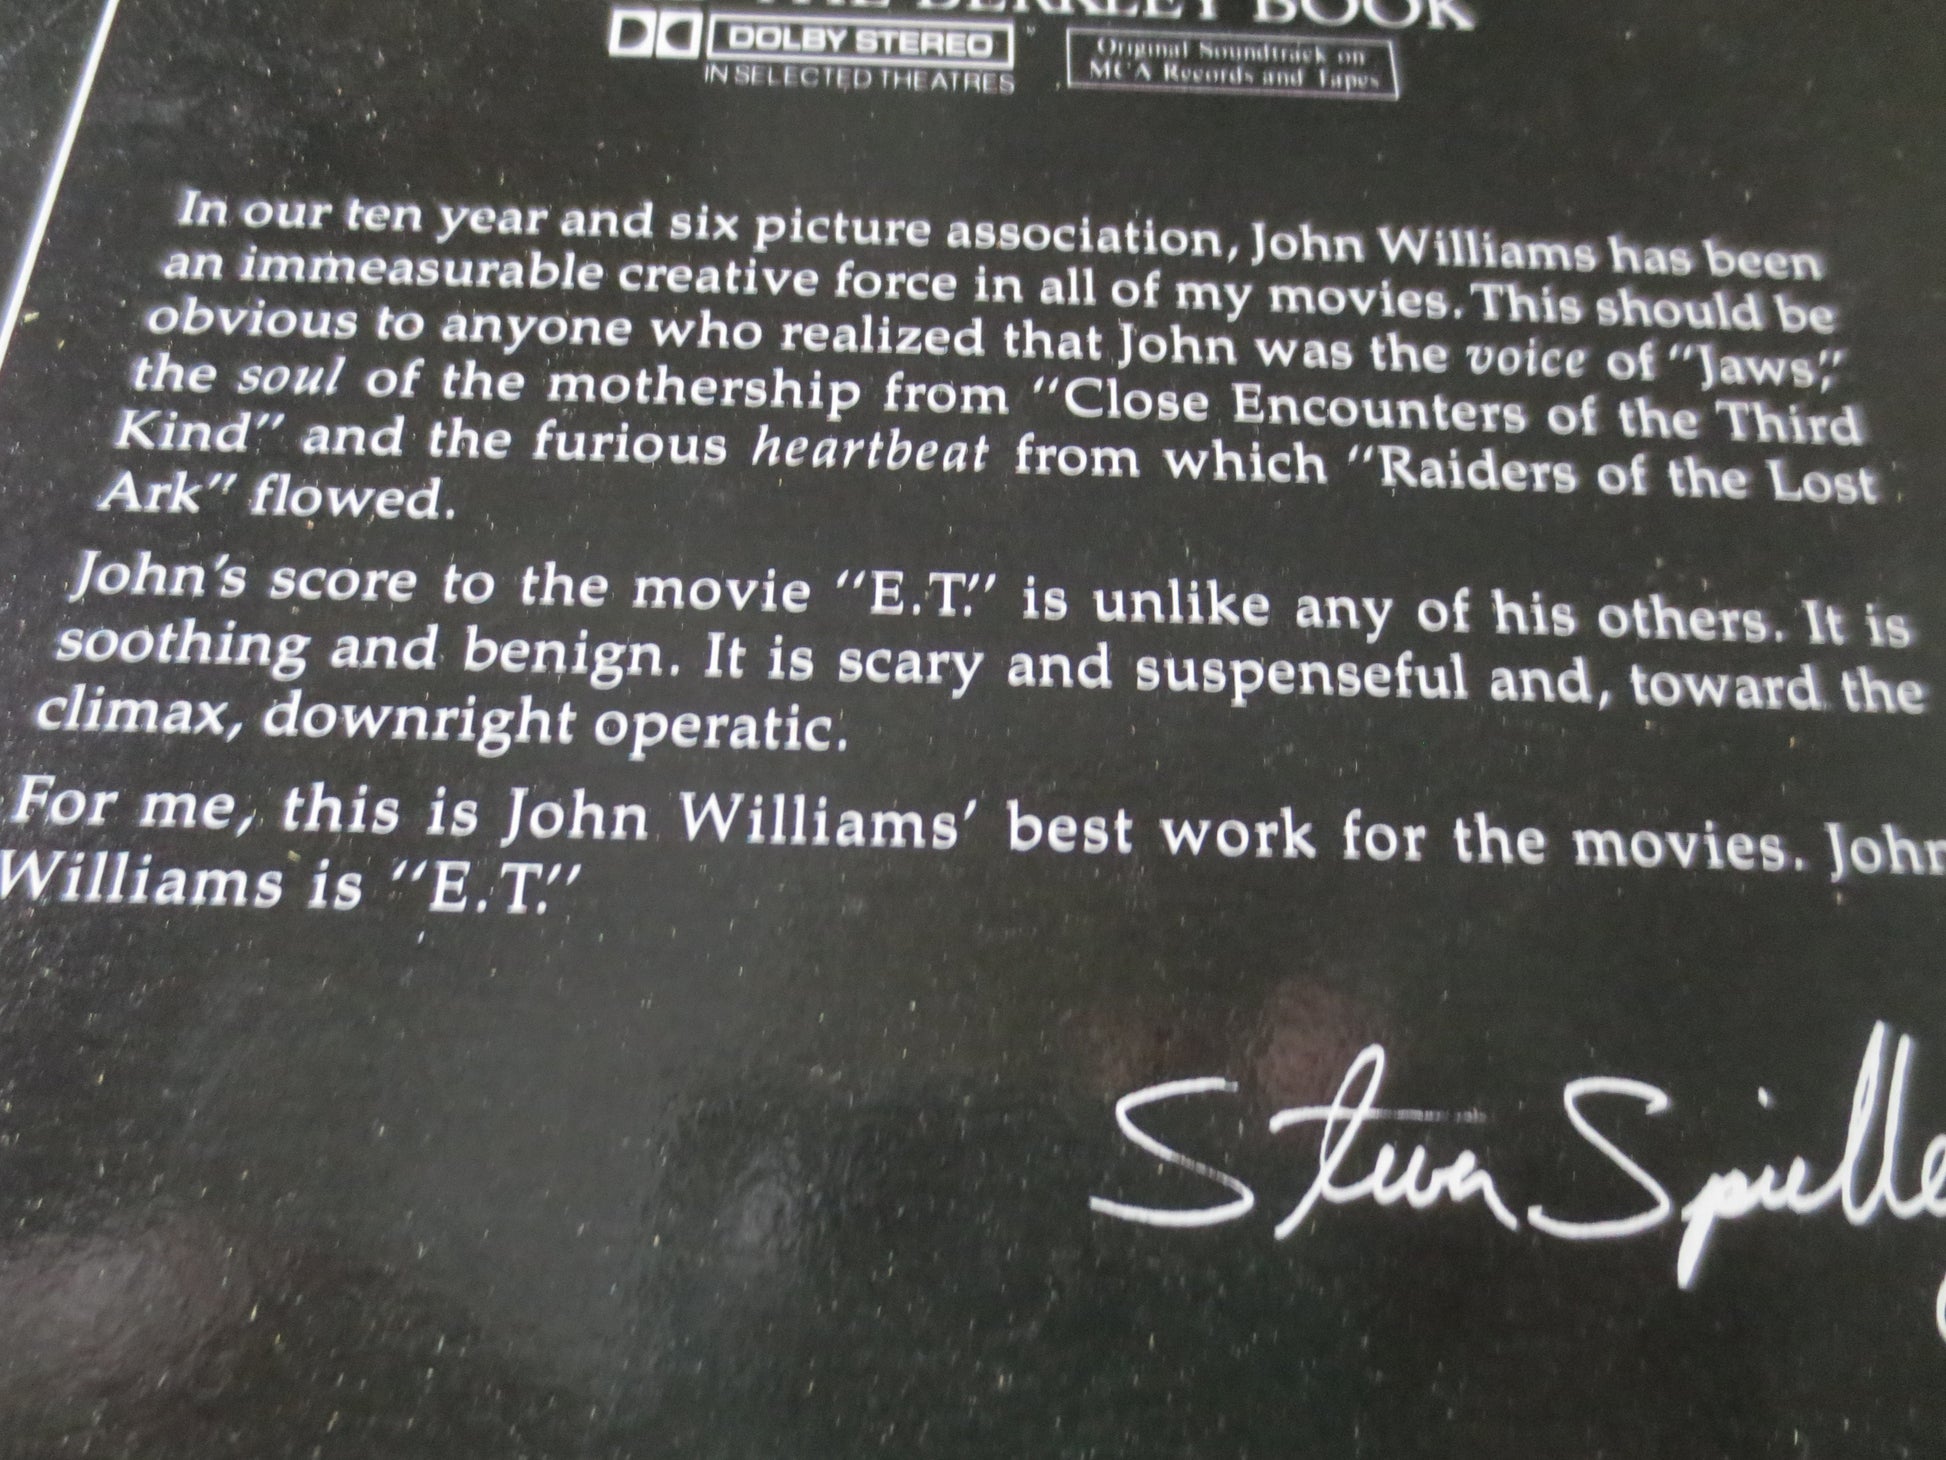 THE BERKLEY BOOK
DOLBY STEREO
IN SELECTED THEATRES
Original Soundtrack on
MCA Records and Tapes
In our ten year and six picture association, John Williams has been
an immeasurable creative force in all of my movies. This should be
obvious to anyone who realized that John was the voice of "Jaws,"
the soul of the mothership from "Close Encounters of the Third
Kind" and the furious heartbeat from which "Raiders of the Lost
Ark" flowed.
John's score to the movie "E.T." is unlike any of his others. It is
soothing and benign. It is scary and suspenseful and, toward the
climax, downright operatic.
For me, this is John Williams' best work for the movies. John
Williams is "E.T."
Steven Spielbe